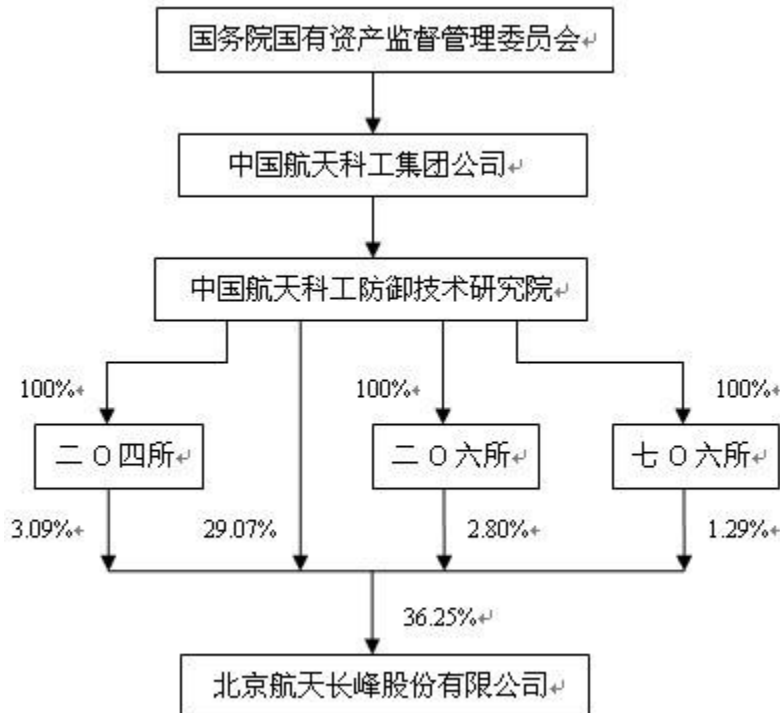 国务院国有资产监督管理委员会
中国航天科工集团公司
中国航天科工防御技术研究院
100% 100% 100%
二〇四所 二〇六所 七〇六所
3.09% 29.07% 2.80% 1.29%
36.25%
北京航天长峰股份有限公司